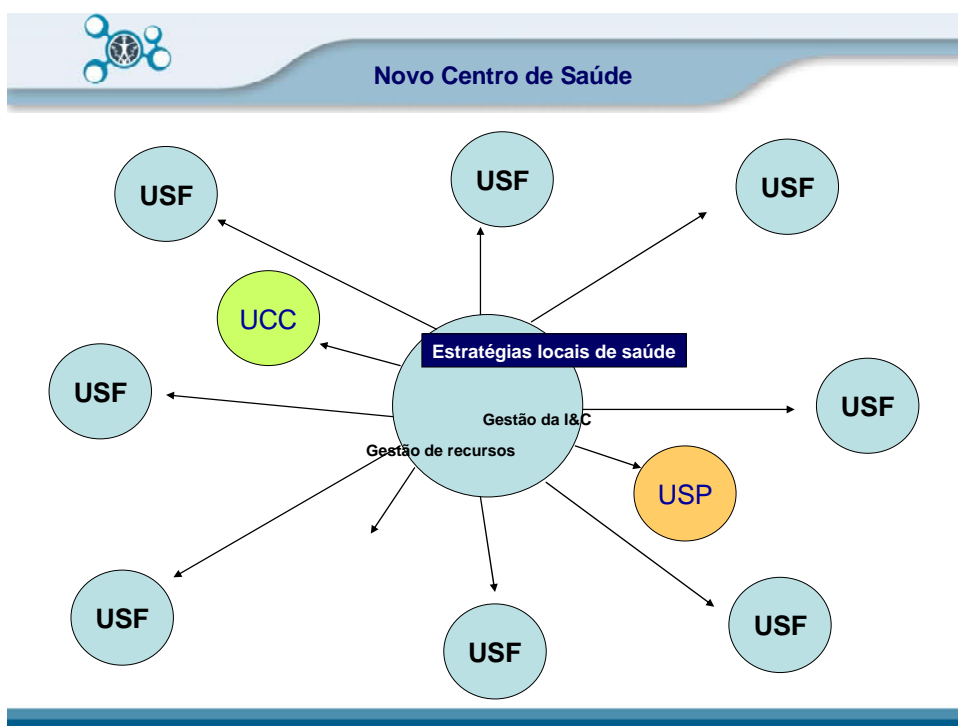 Novo Centro de Saúde
USF
USF
USF
UCC
Estratégias locais de saúde
USF
USF
Gestão da I&C
Gestão de recursos
USP
USF
USF
USF